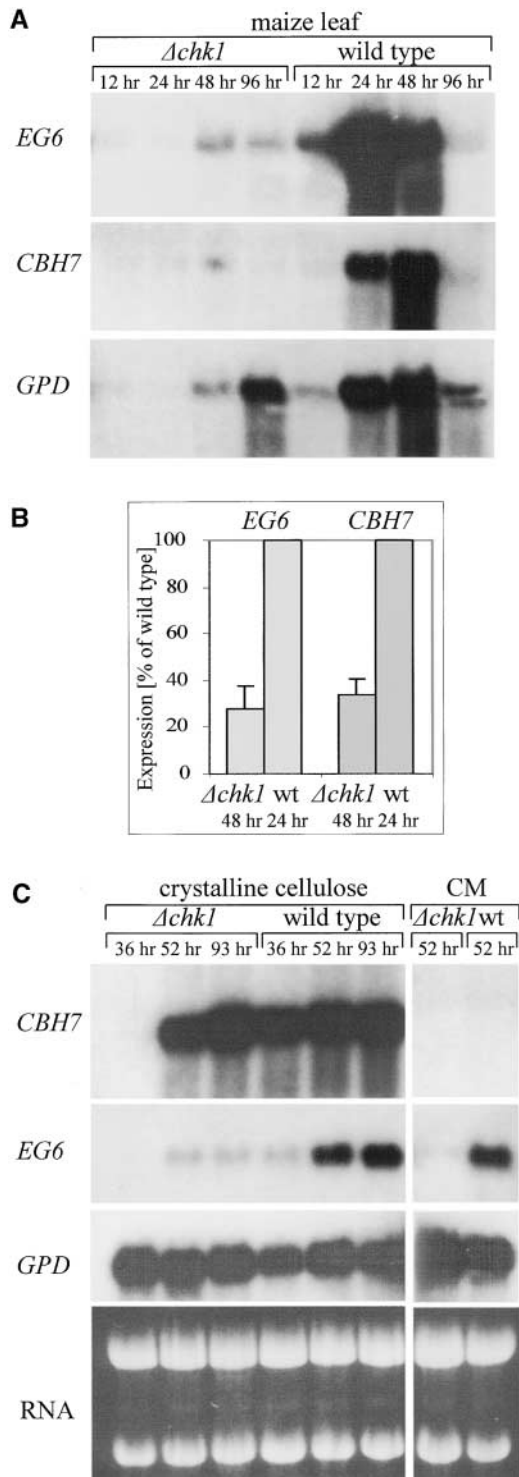 A
maize leaf
Δchk1 wild type
12 hr 24 hr 48 hr 96 hr 12 hr 24 hr 48 hr 96 hr
EG6
CBH7
GPD
B
EG6 CBH7
Expression [% of wild type]
100
80
60
40
20
0
Δchk1 wt Δchk1 wt
48 hr 24 hr 48 hr 24 hr
C
crystalline cellulose CM
Δchk1 wild type Δchk1 wt
36 hr 52 hr 93 hr 36 hr 52 hr 93 hr 52 hr 52 hr
CBH7
EG6
GPD
RNA